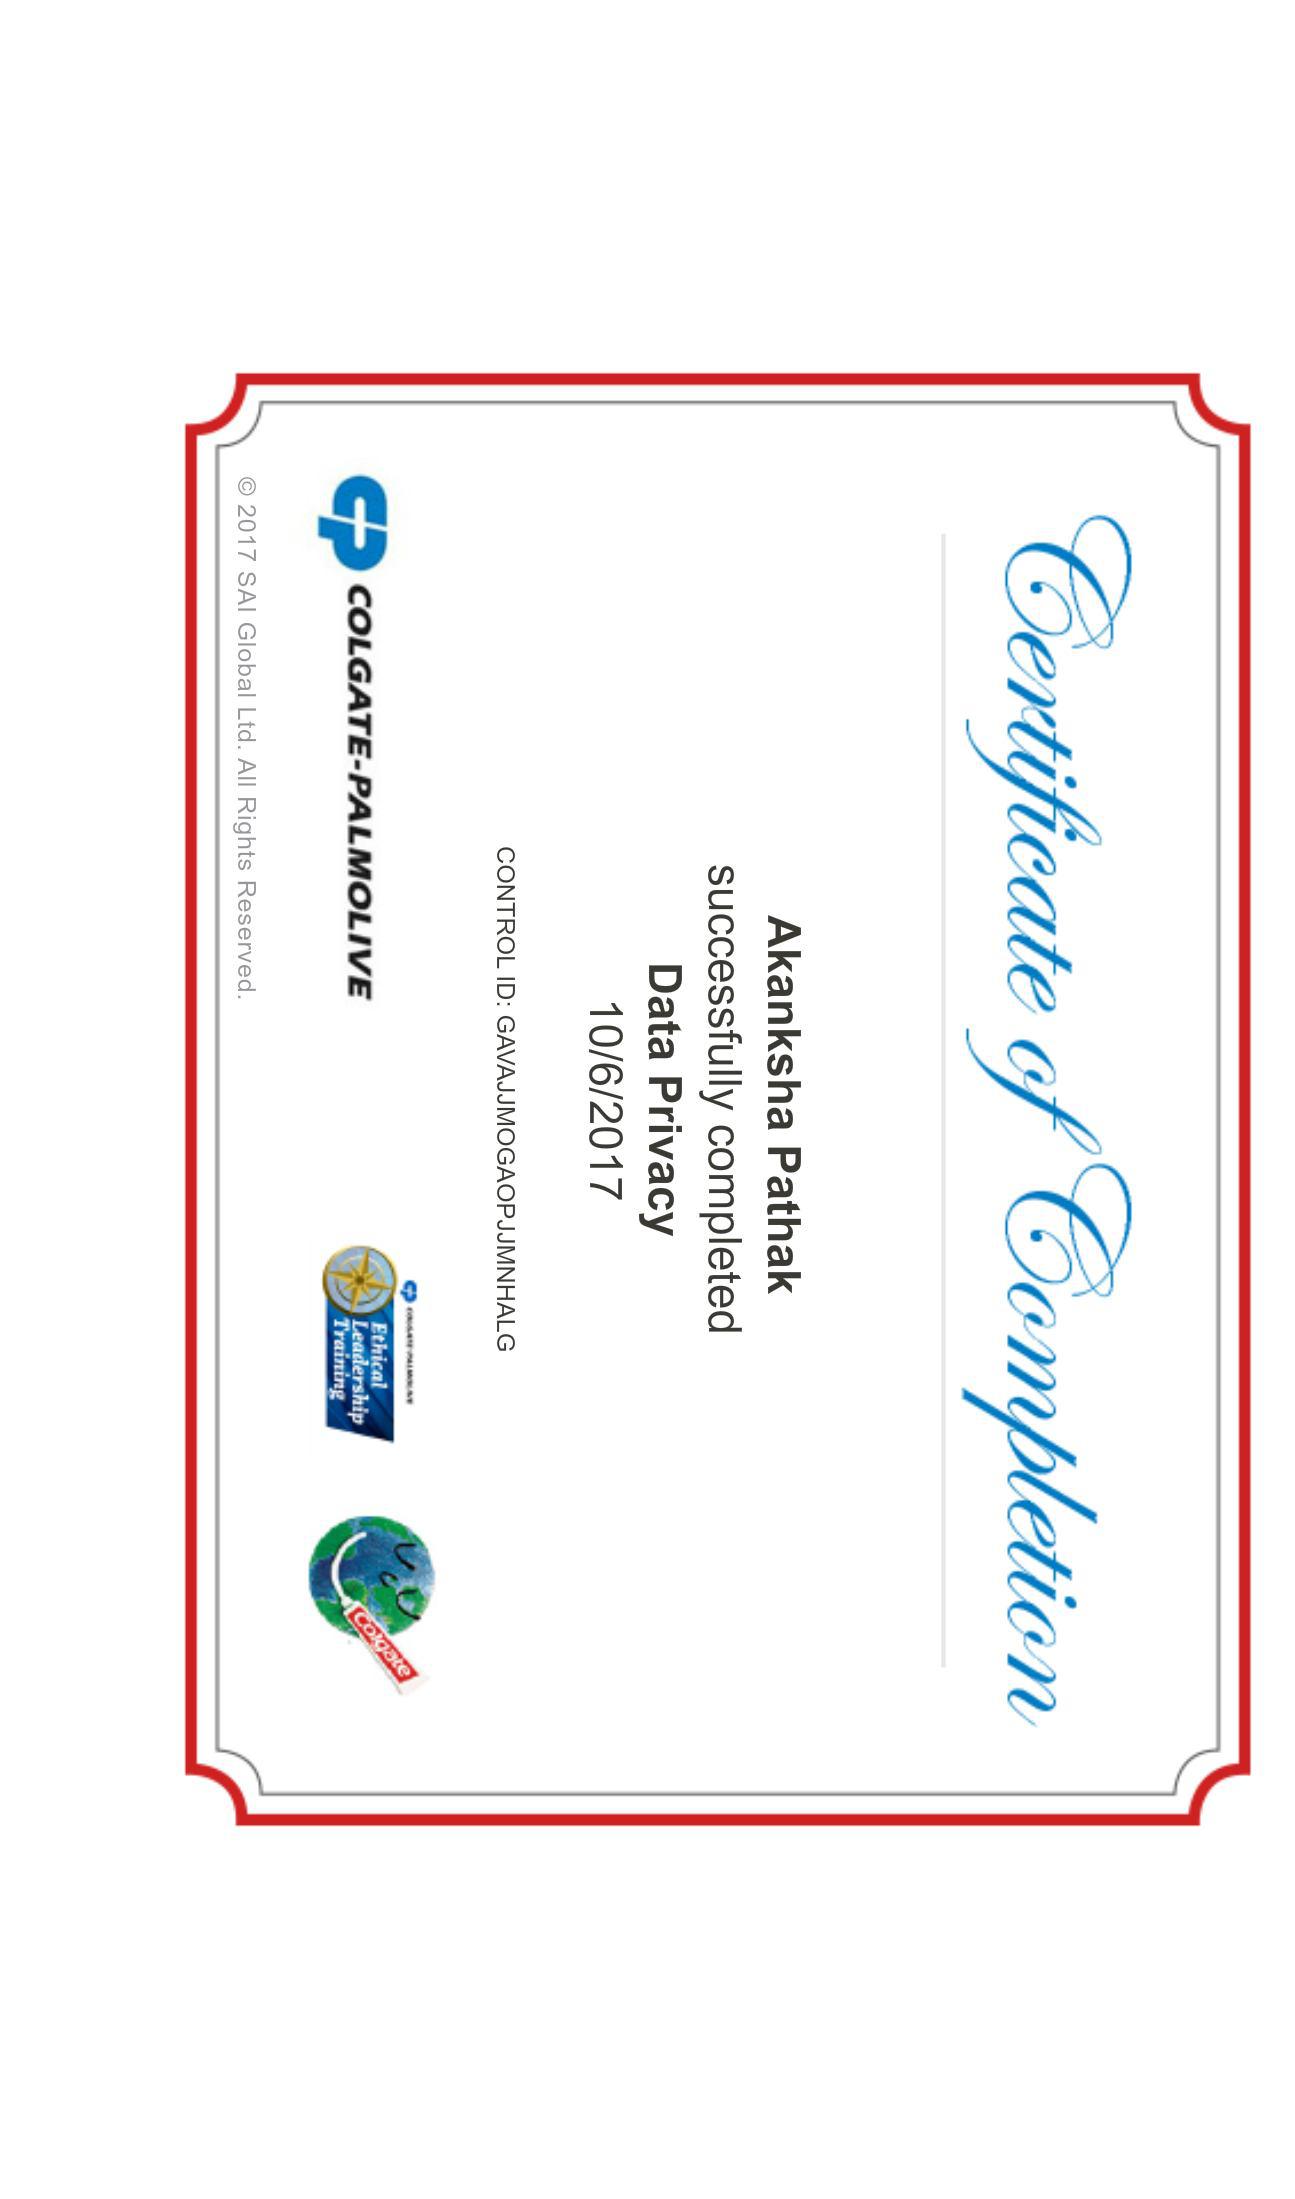 Certificate of Completion
Akanksha Pathak
successfully completed
Data Privacy
10/6/2017
CONTROL ID: GAVAJJMOGAOPJJMNHALG
COLGATE-PALMOLIVE
COLGATE-PALMOLIVE
Ethical
Leadership
Training
Colgate
© 2017 SAI Global Ltd. All Rights Reserved.